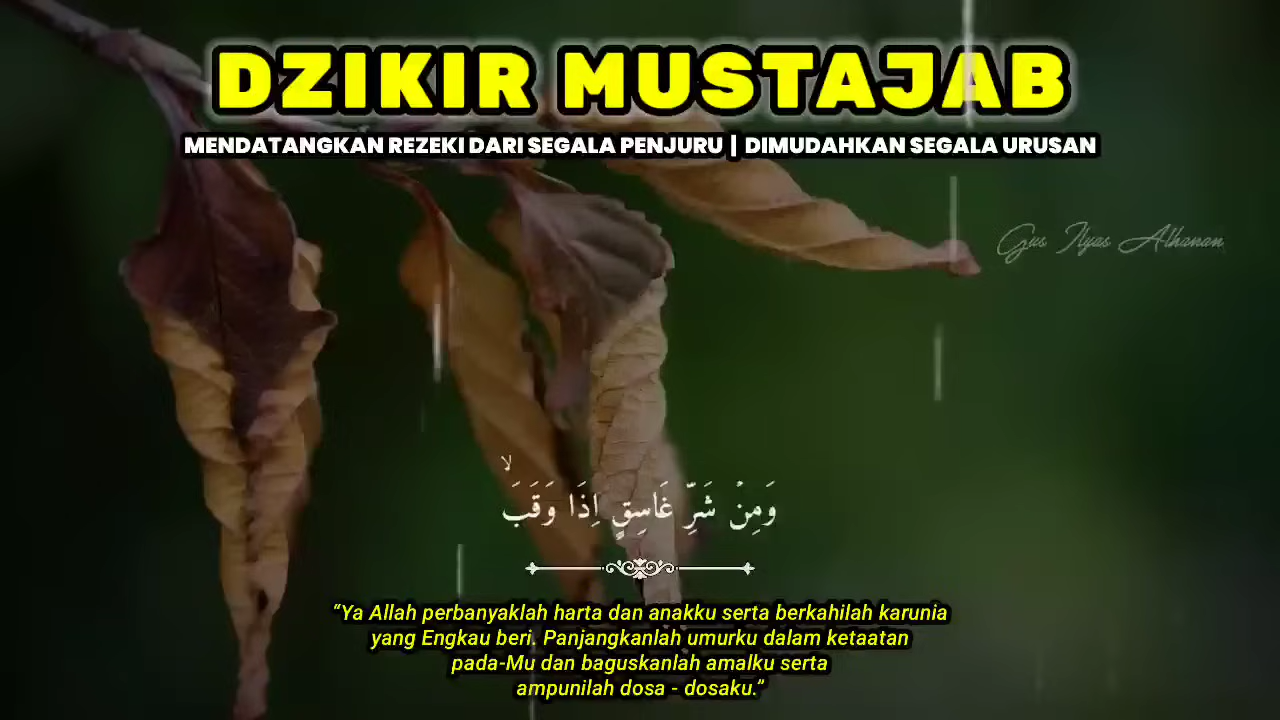 DZIKIR MUSTAJAB
MENDATANGKAN REZEKI DARI SEGALA PENJURU | DIMUDAHKAN SEGALA URUSAN
Gus Ilyas Alhanan
وَمِنْ شَرِّ غَاسِقٍ اِذَا وَقَبَۙ
“Ya Allah perbanyaklah harta dan anakku serta berkahilah karunia
yang Engkau beri. Panjangkanlah umurku dalam ketaatan
pada-Mu dan baguskanlah amalku serta
ampunilah dosa - dosaku.”